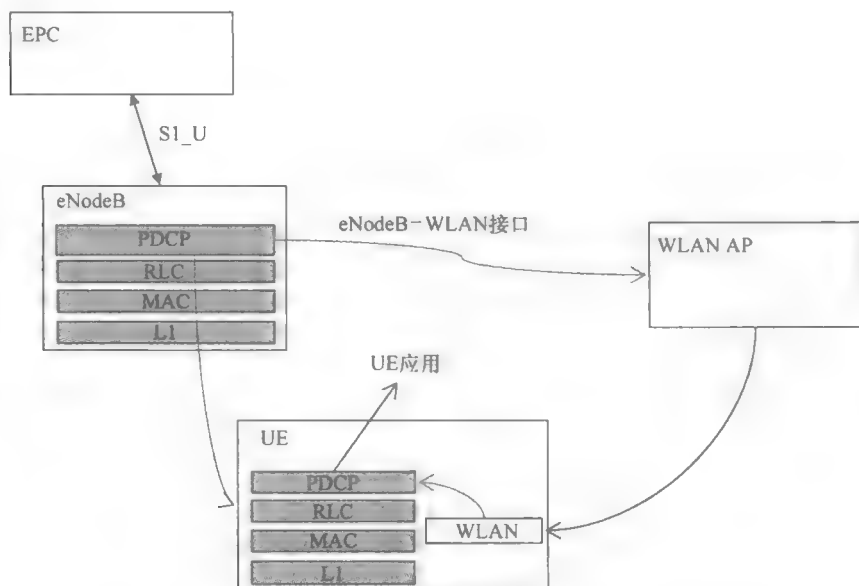 EPC
S1_U
eNodeB
PDCP
RLC
MAC
L1
eNodeB-WLAN接口
WLAN AP
UE应用
UE
PDCP
RLC
MAC
L1
WLAN